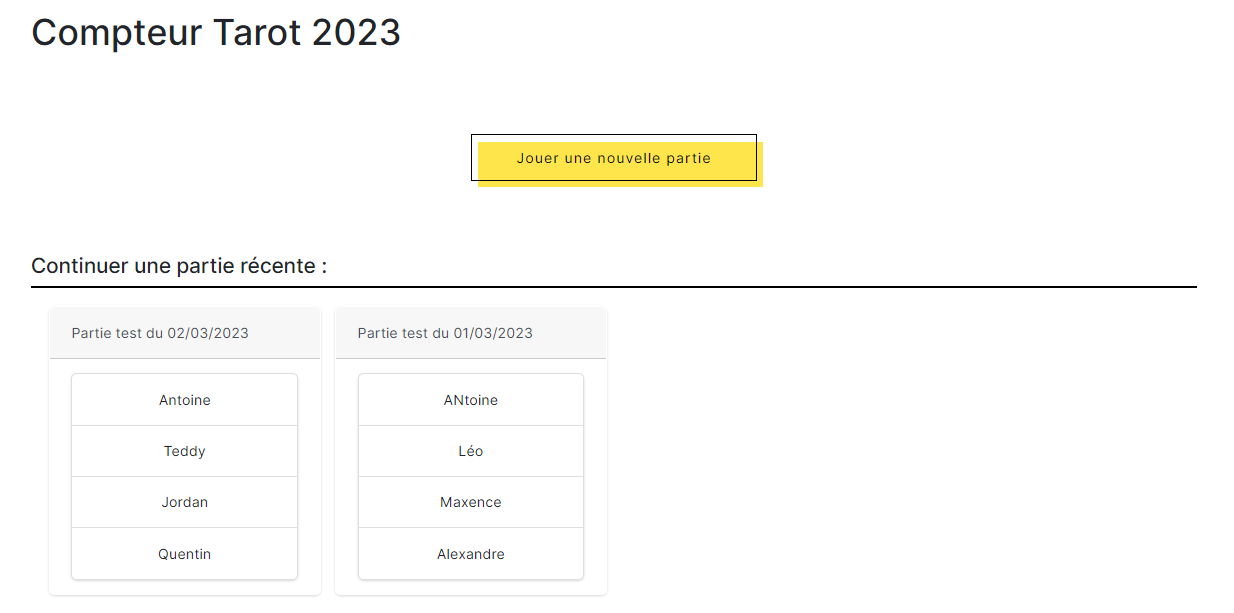 Compteur Tarot 2023
Jouer une nouvelle partie
Continuer une partie récente :
Partie test du 02/03/2023
Antoine
Teddy
Jordan
Quentin
Partie test du 01/03/2023
ANtoine
Léo
Maxence
Alexandre